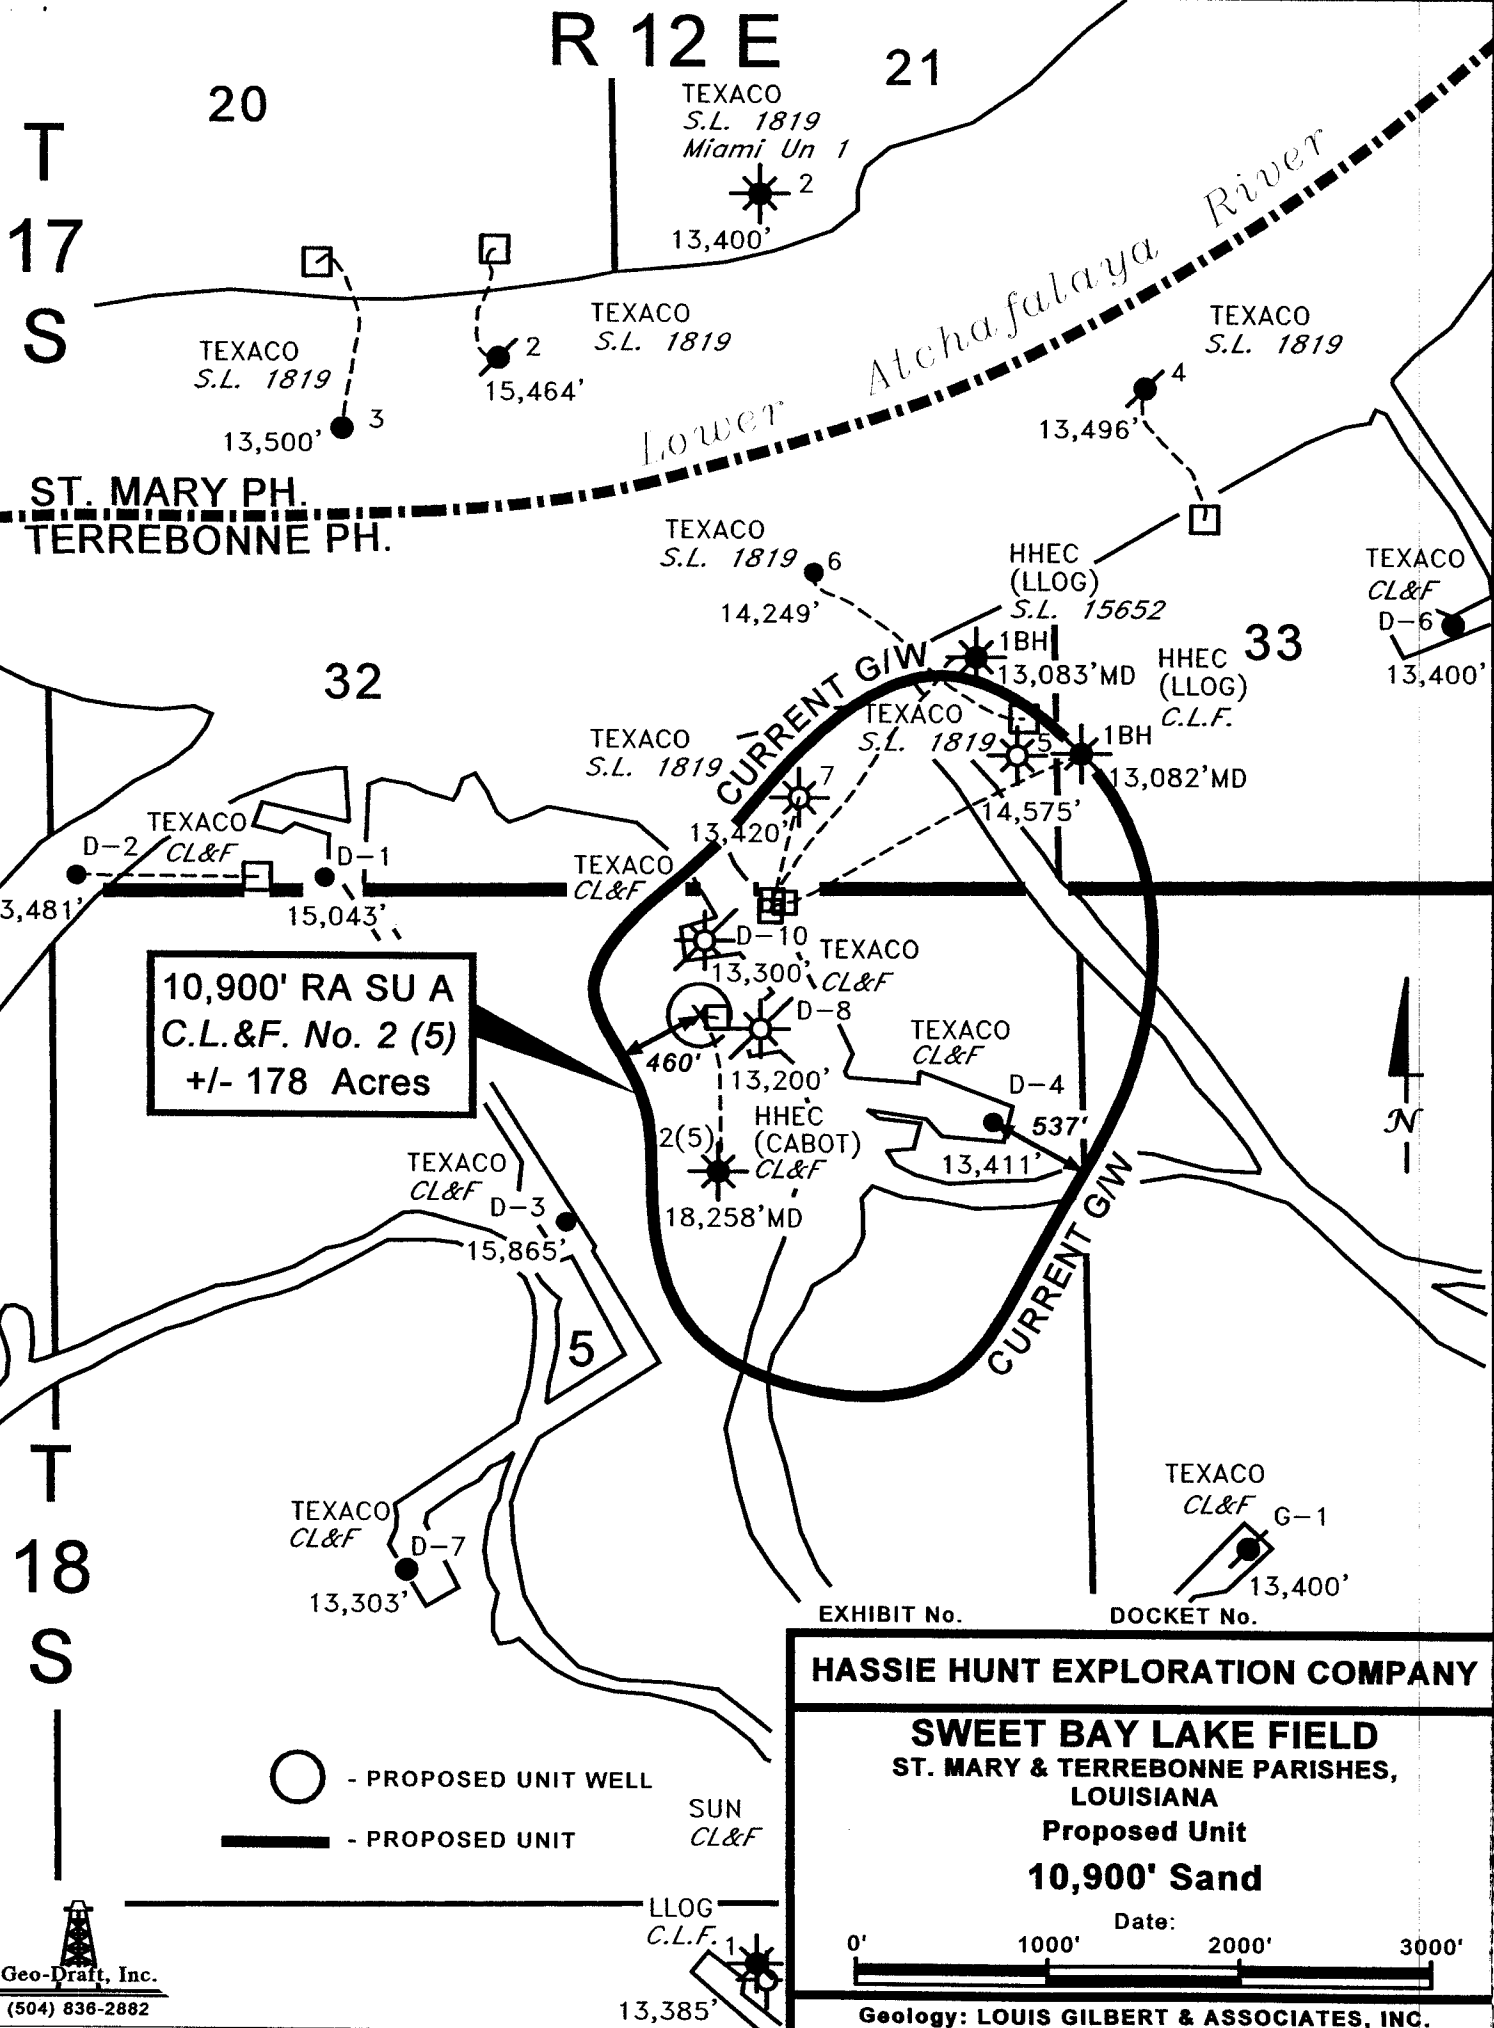 R 12 E
20
21
T
17
S
TEXACO
S.L. 1819
Miami Un 1
2
13,400'
TEXACO
S.L. 1819
2
15,464'
TEXACO
S.L. 1819
3
13,500'
Lower Atchafalaya River
TEXACO
S.L. 1819
4
13,496'
ST. MARY PH.
TERREBONNE PH.
TEXACO
S.L. 1819
6
14,249'
HHEC
(LLOG)
S.L. 15652
1BH
13,083'MD
33
TEXACO
CL&F
D-6
13,400'
32
HHEC
(LLOG)
C.L.F.
1BH
13,082'MD
CURRENT G/W
TEXACO
S.L. 1819
5
14,575'
TEXACO
S.L. 1819
7
13,420'
TEXACO
CL&F
D-2
3,481'
D-1
15,043'
TEXACO
CL&F
D-10
13,300'
TEXACO
CL&F
D-8
13,200'
10,900' RA SU A
C.L.&F. No. 2 (5)
+/- 178 Acres
460'
TEXACO
CL&F
D-4
537'
13,411'
HHEC
(CABOT)
CL&F
2(5)
18,258'MD
N
TEXACO
CL&F
D-3
15,865'
CURRENT G/W
5
T
18
S
TEXACO
CL&F
D-7
13,303'
TEXACO
CL&F
G-1
13,400'
EXHIBIT No.
DOCKET No.
HASSIE HUNT EXPLORATION COMPANY
SWEET BAY LAKE FIELD
ST. MARY & TERREBONNE PARISHES,
LOUISIANA
Proposed Unit
10,900' Sand
Date:
0' 1000' 2000' 3000'
Geology: LOUIS GILBERT & ASSOCIATES, INC.
- PROPOSED UNIT WELL
- PROPOSED UNIT
SUN
CL&F
LLOG
C.L.F.
1
13,385'
Geo-Draft, Inc.
(504) 836-2882